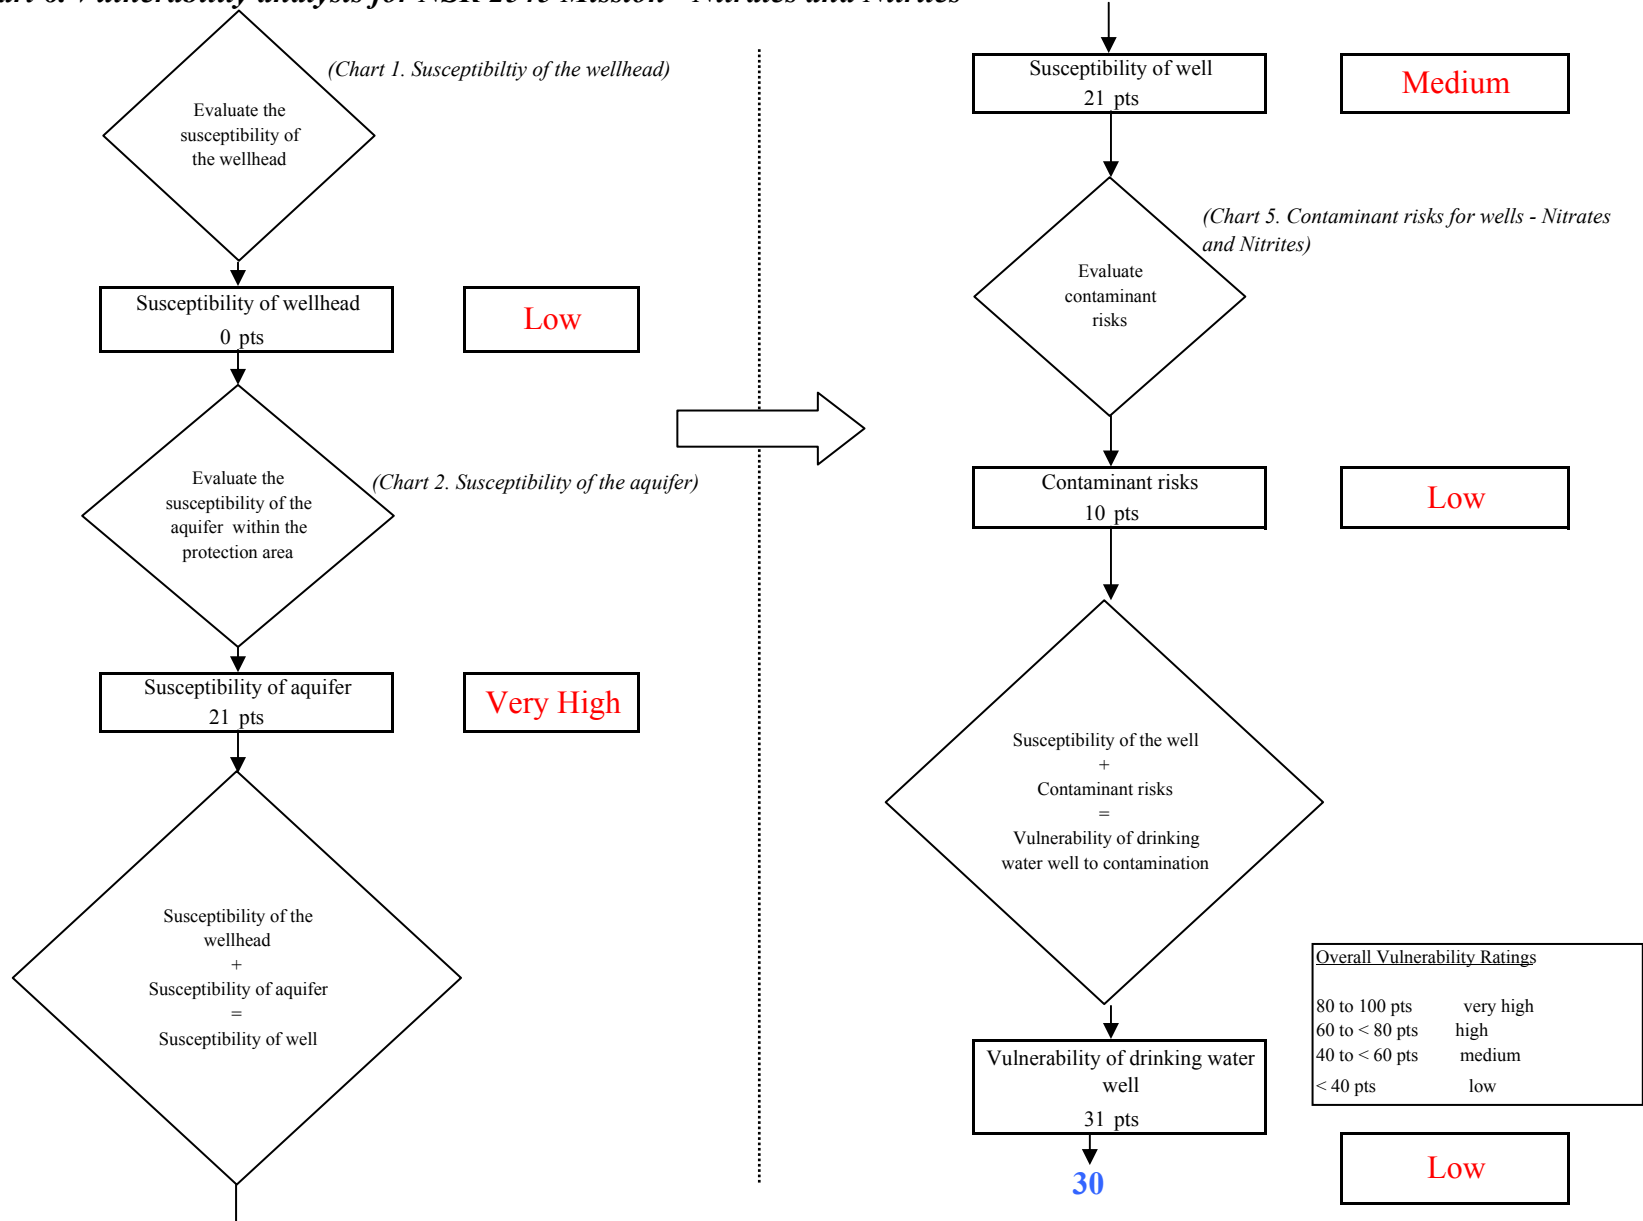 Chart 1. Susceptibiltiy of the wellhead)
Evaluate the
susceptibility of
the wellhead
Susceptibility of wellhead
0 pts
Low
Evaluate the
susceptibility of the
aquifer within the
protection area
(Chart 2. Susceptibility of the aquifer)
Susceptibility of aquifer
21 pts
Very High
Susceptibility of the
wellhead
+
Susceptibility of aquifer
=
Susceptibility of well
Susceptibility of well
21 pts
Medium
(Chart 5. Contaminant risks for wells - Nitrates
and Nitrites)
Evaluate
contaminant
risks
Contaminant risks
10 pts
Low
Susceptibility of the well
+
Contaminant risks
=
Vulnerability of drinking
water well to contamination
Overall Vulnerability Ratings
80 to 100 pts very high
60 to < 80 pts high
40 to < 60 pts medium
< 40 pts low
Vulnerability of drinking water
well
31 pts
30
Low